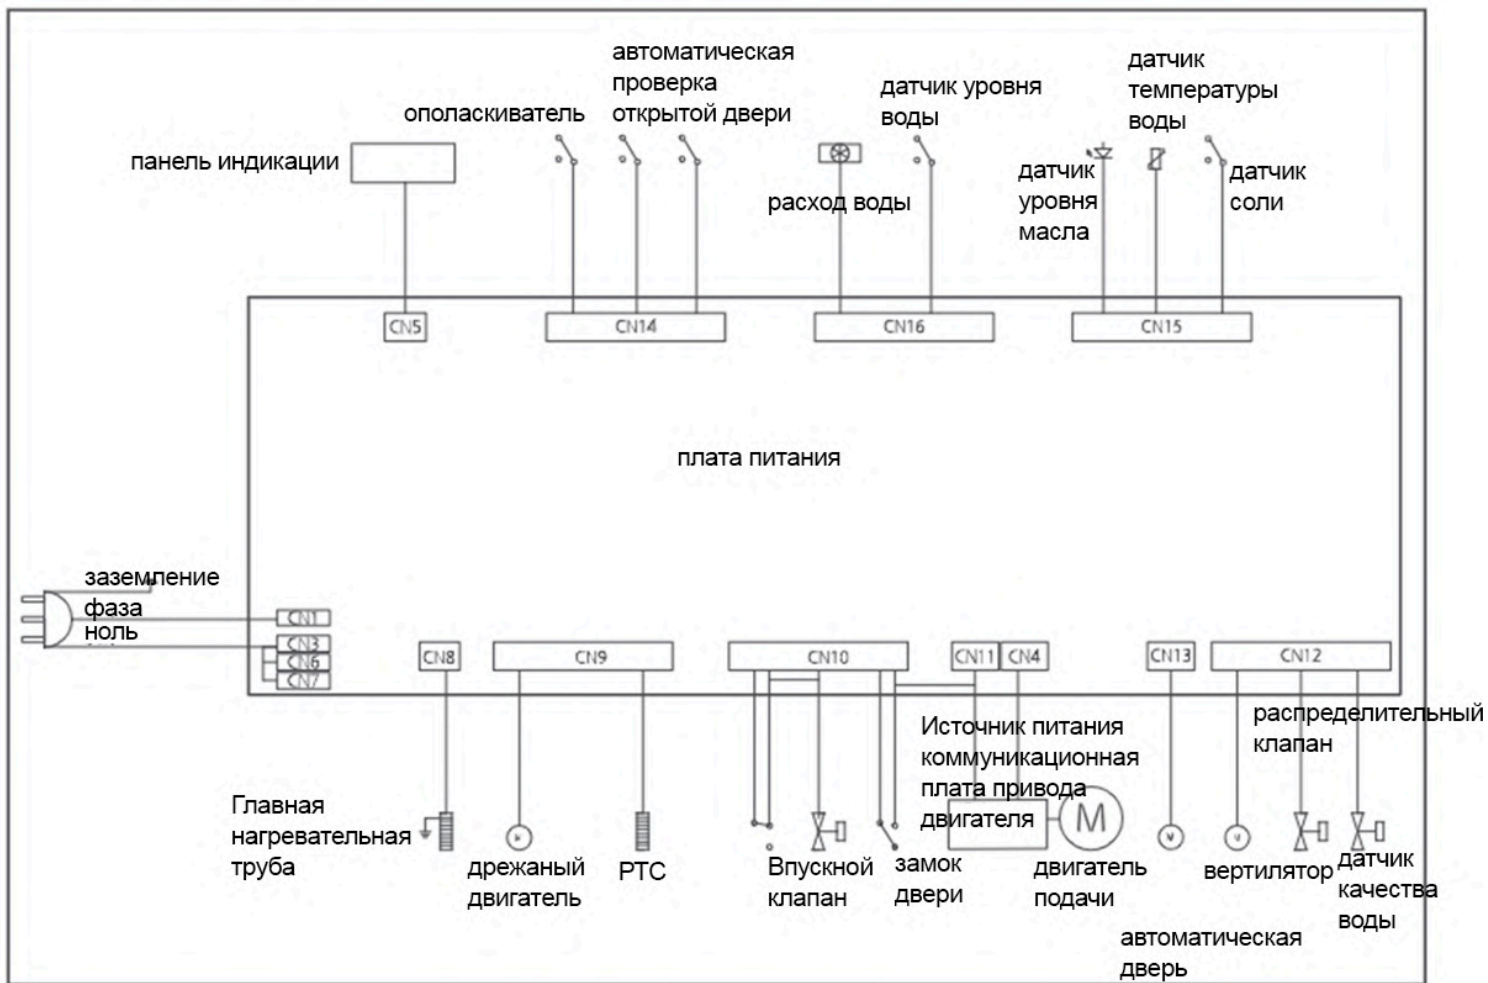 автоматическая
проверка
открытой двери
ополаскиватель
панель индикации
датчик уровня
воды
расход воды
датчик
температуры
воды
датчик
уровня
масла
датчик
соли
CN5
CN14
CN16
CN15
плата питания
заземление
фаза
ноль
CN1
CN3
CN6
CN7
CN8
CN9
CN10
CN11
CN4
CN13
CN12
Главная
нагревательная
труба
дрежаный
двигатель
РТС
Впускной
клапан
замок
двери
Источник питания
коммуникационная
плата привода
двигателя
M
двигатель
подачи
автоматическая
дверь
вертилятор
распределительный
клапан
датчик
качества
воды